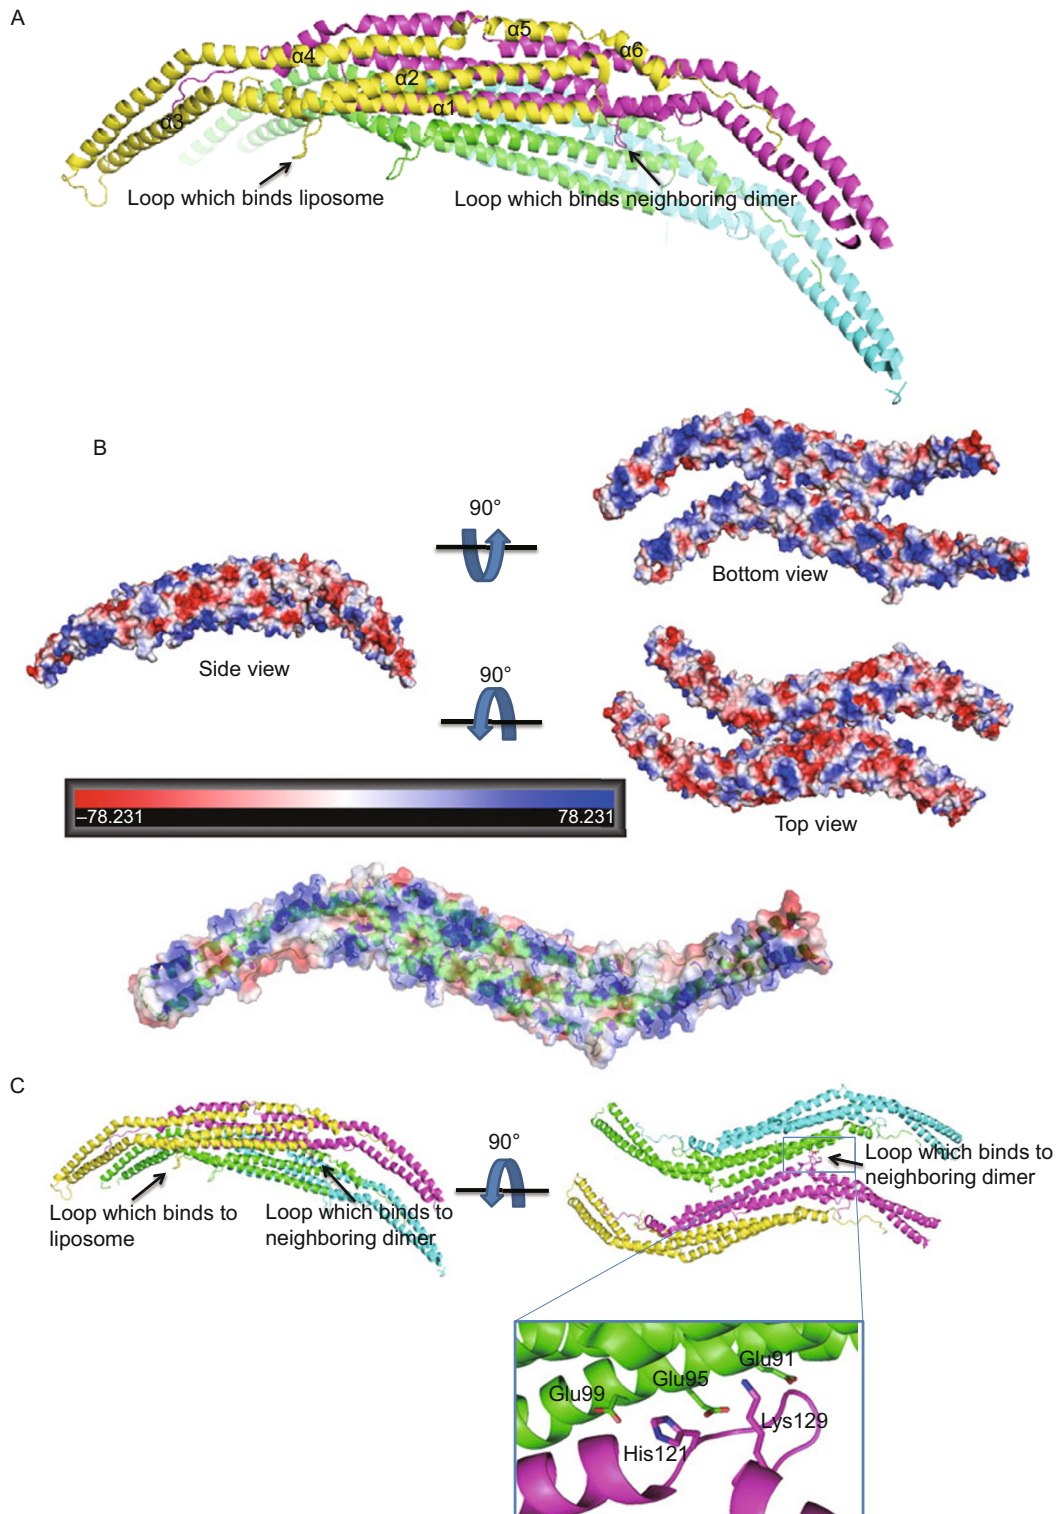 A
α5
α6
α4
α2
α1
α3
Loop which binds liposome
Loop which binds neighboring dimer
B
90°
Bottom view
Side view
90°
–78.231
78.231
Top view
C
90°
Loop which binds to
neighboring dimer
Loop which binds to
liposome
Loop which binds to
neighboring dimer
Glu91
Glu95
Glu99
Lys129
His121